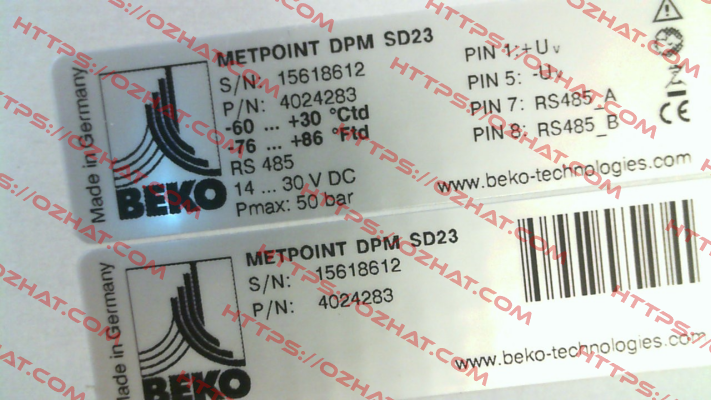 METPOINT DPM SD23
S/N: 15618612
P/N: 4024283
-60 ... +30 °Ctd
-76 ... +86 °Ftd
RS 485
14 ... 30 V DC
Pmax: 50 bar
PIN 1:+Uv
PIN 5: -Uv
PIN 7: RS485_A
PIN 8: RS485_B
www.beko-technologies.com
Made in Germany
BEKO
CE
METPOINT DPM SD23
S/N: 15618612
P/N: 4024283
www.beko-technologies.com
Made in Germany
BEKO
HTTPS://OZHAT.COM